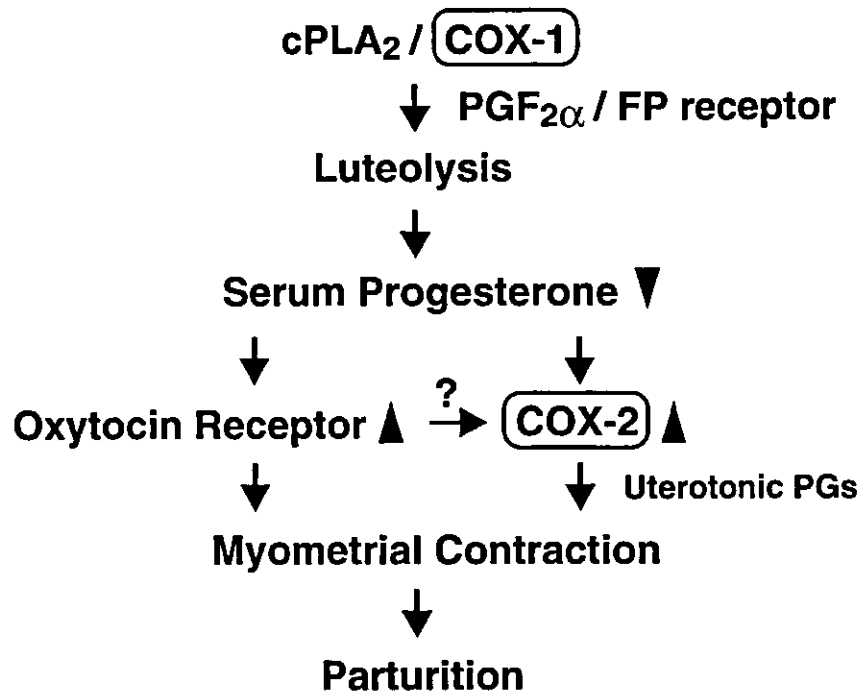 cPLA2 / COX-1
PGF2α / FP receptor
Luteolysis
Serum Progesterone ▼
?
Oxytocin Receptor ▲ COX-2 ▲
Uterotonic PGs
Myometrial Contraction
Parturition